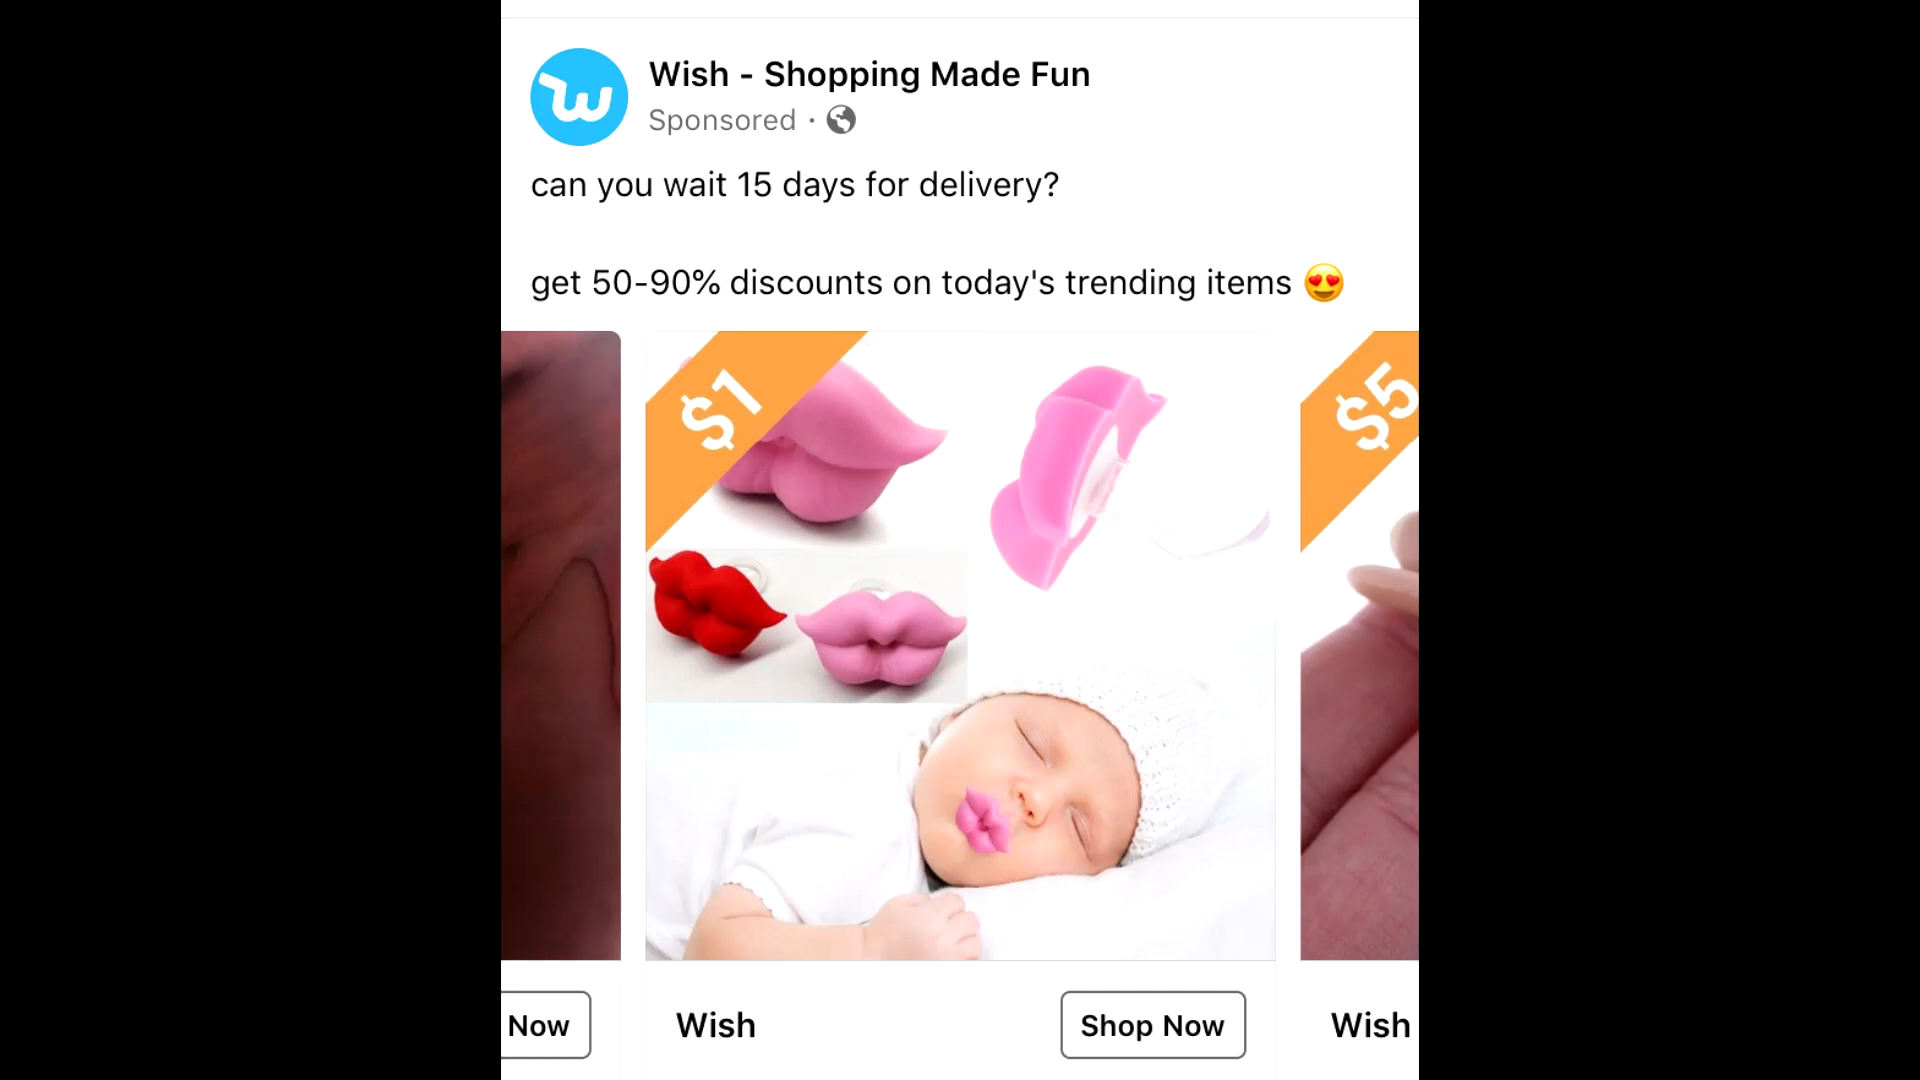 Wish - Shopping Made Fun
Sponsored ·
can you wait 15 days for delivery?
get 50-90% discounts on today's trending items 😍
$1
$5
Now
Wish
Shop Now
Wish